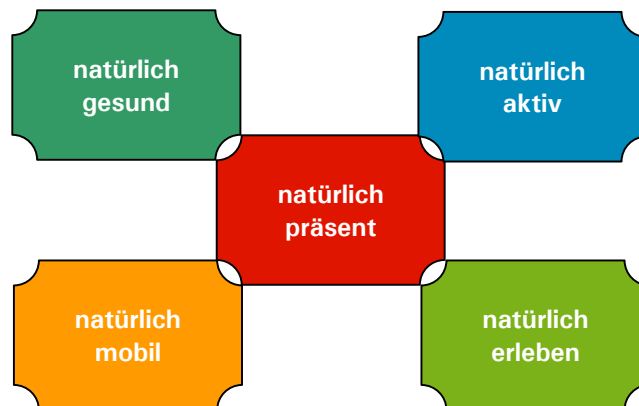 natürlich
gesund
natürlich
aktiv
natürlich
präsent
natürlich
mobil
natürlich
erleben